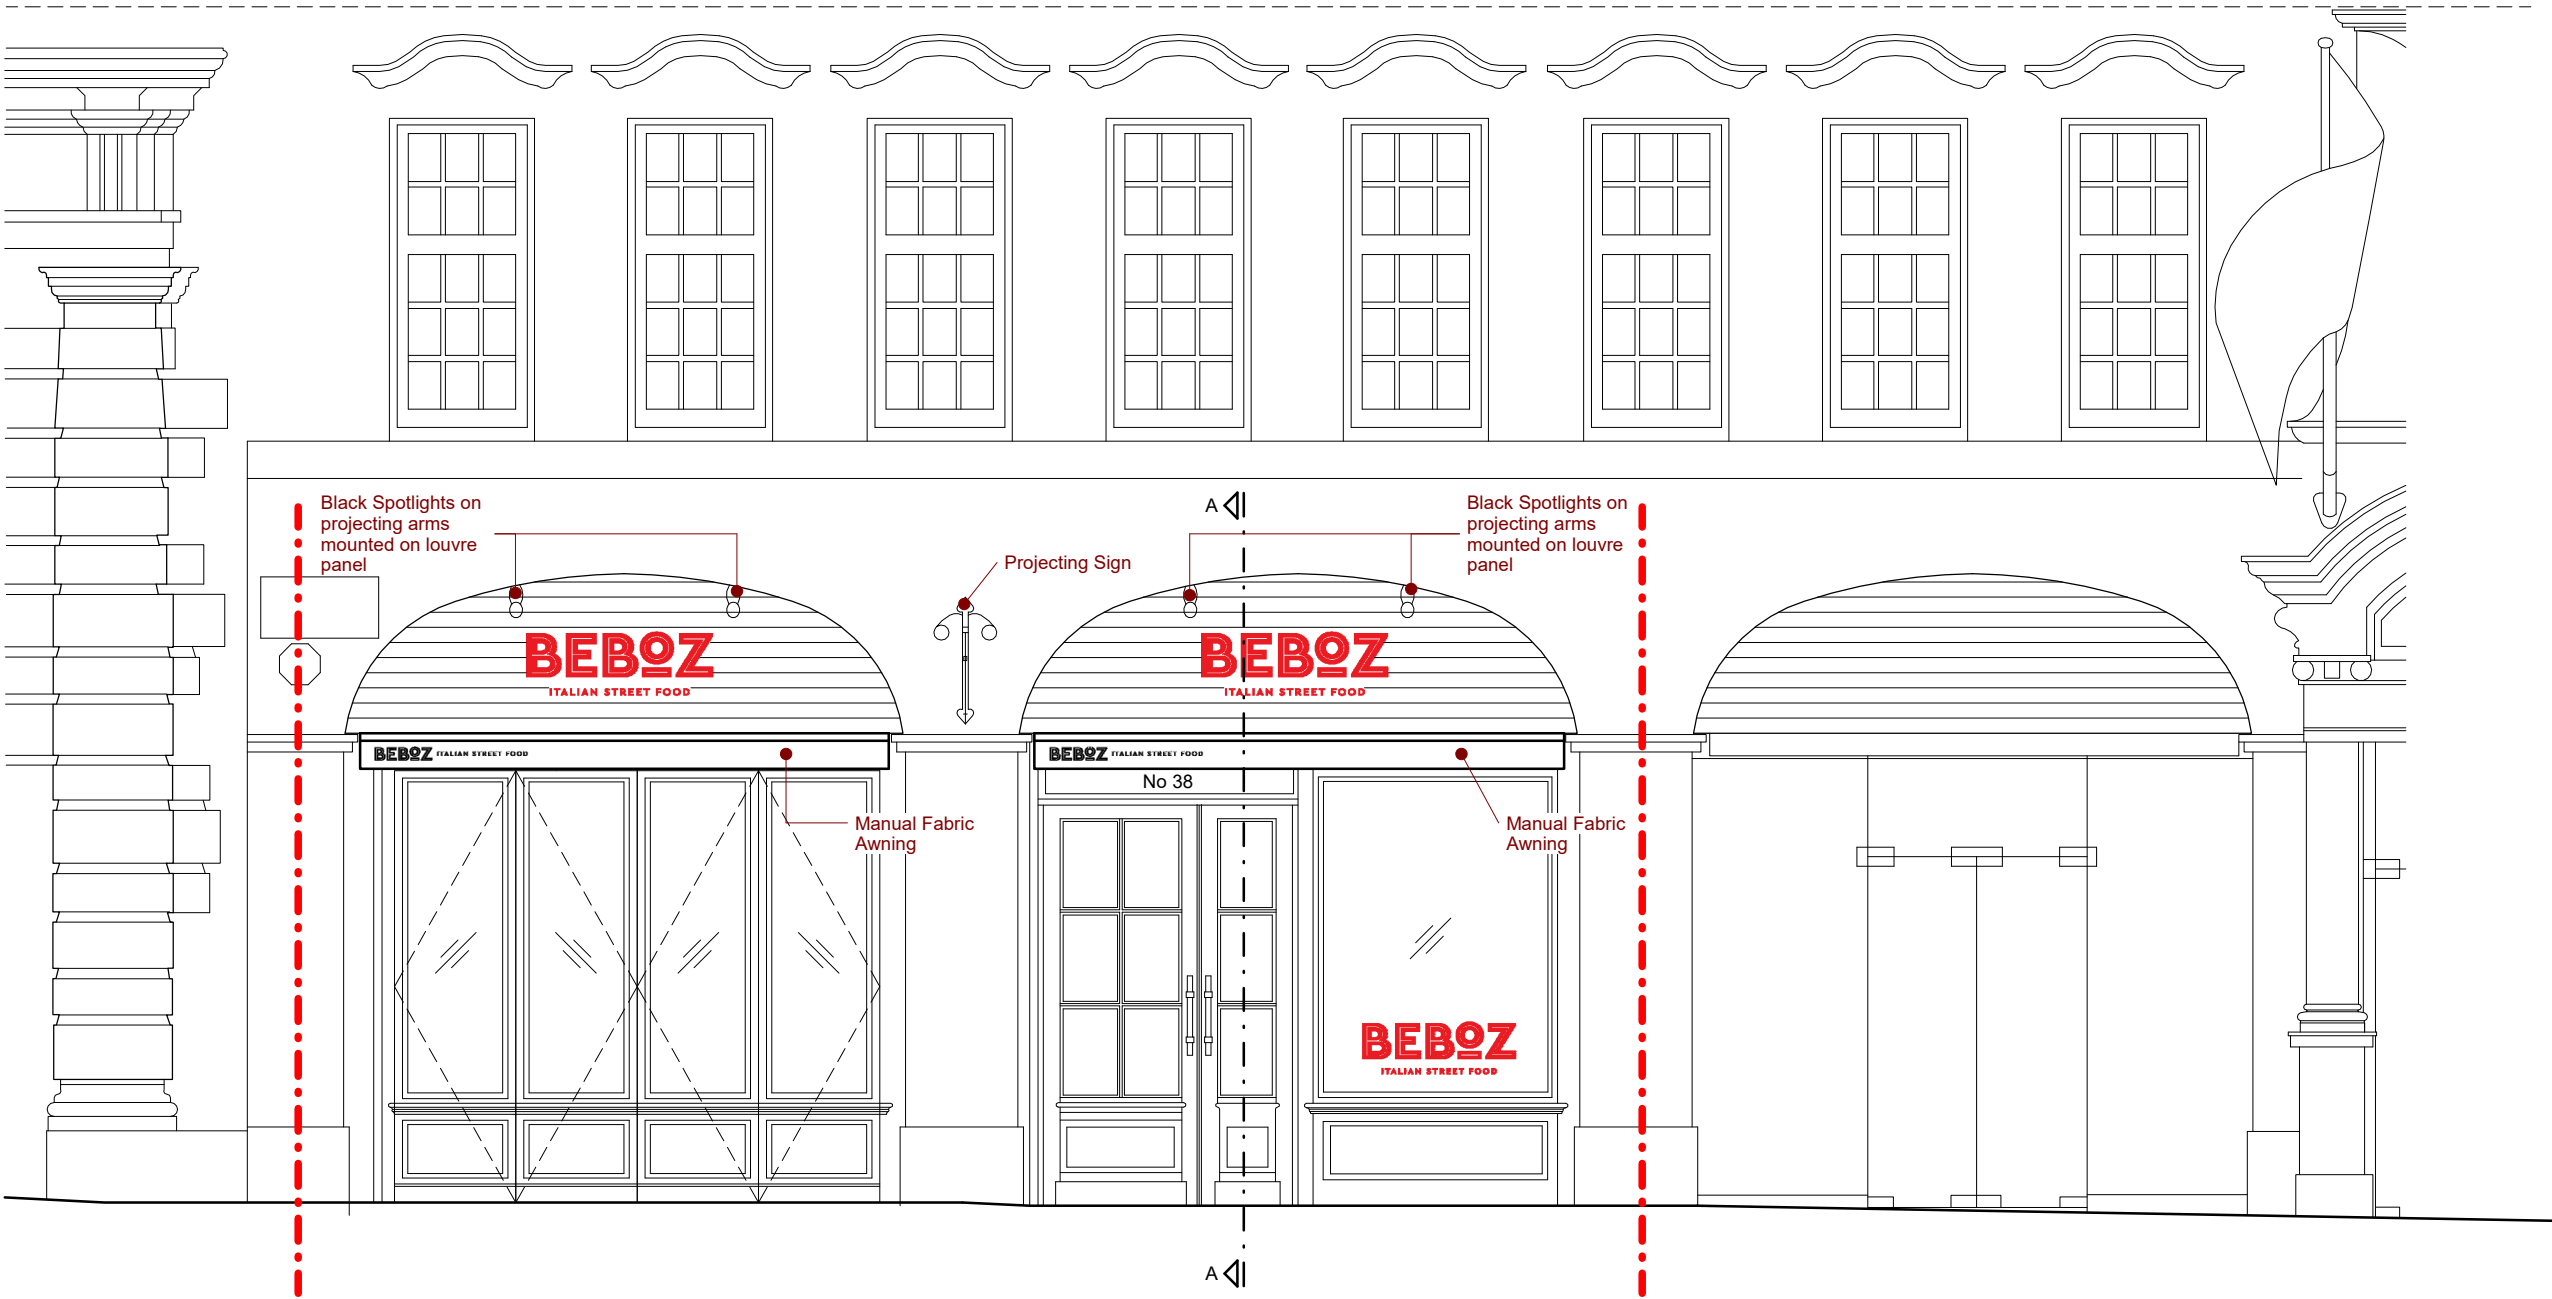 Black Spotlights on
projecting arms
mounted on louvre
panel
A
Black Spotlights on
projecting arms
mounted on louvre
panel
Projecting Sign
BEBOZ
ITALIAN STREET FOOD
BEBOZ
ITALIAN STREET FOOD
BEBOZ ITALIAN STREET FOOD
BEBOZ ITALIAN STREET FOOD
No 38
Manual Fabric
Awning
Manual Fabric
Awning
BEBOZ
ITALIAN STREET FOOD
A